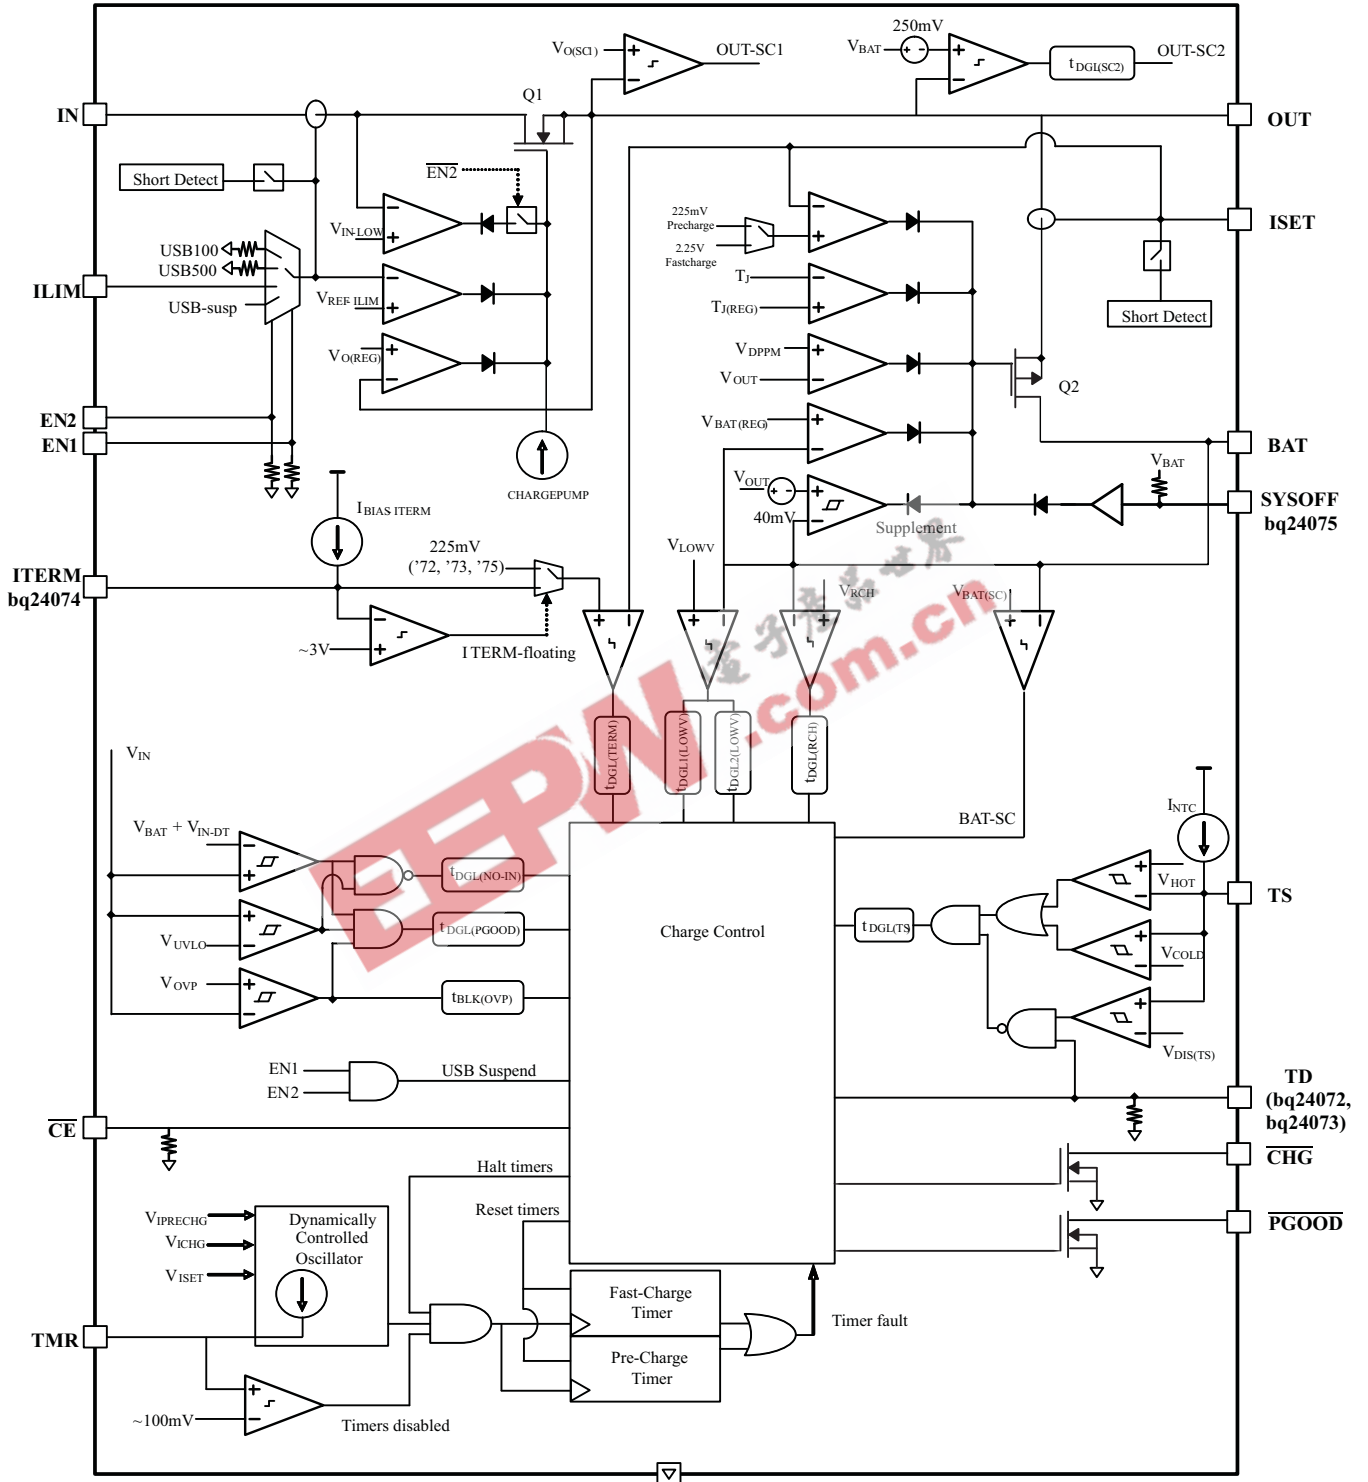 250mV
VO(SC1)
OUT-SC1
VBAT
tDGL(SC2)
OUT-SC2
IN
Q1
OUT
Short Detect
EN2
VIN-LOW
225mV
Precharge
2.25V
Fastcharge
ISET
USB100
USB500
ILIM
USB-susp
VREF-ILIM
TJ
TJ(REG)
Short Detect
VO(REG)
VDPPM
VOUT
Q2
EN2
EN1
VBAT(REG)
BAT
CHARGEPUMP
VOUT
40mV
VBAT
SYSOFF
bq24075
Supplement
IBIAS ITERM
225mV
('72, '73, '75)
VLOWV
VRCH
VBAT(SC)
ITERM
bq24074
~3V
ITERM-floating
tDGL(TERM)
tDGL1(LOWV)
tDGL2(LOWV)
tDGL(RCH)
电子产品世界
EEPW.com.cn
VIN
BAT-SC
INTC
VBAT + VIN-DT
tDGL(NO-IN)
VHOT
TS
VUVLO
tDGL(PGOOD)
Charge Control
tDGL(TS)
VCOLD
VOVP
tBLK(OVP)
VDIS(TS)
EN1
EN2
USB Suspend
TD
(bq24072,
bq24073)
CE
Halt timers
CHG
Reset timers
PGOOD
VIPRECHG
VICHG
VISET
Dynamically
Controlled
Oscillator
Fast-Charge
Timer
Timer fault
TMR
Pre-Charge
Timer
~100mV
Timers disabled